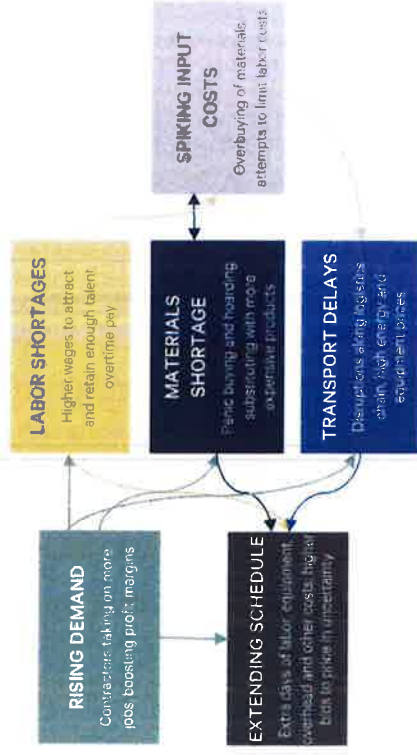 RISING DEMAND
Contractors taking on more
jobs, boosting profit margins
EXTENDING SCHEDULE
Extra days of labor equipment,
overhead and other costs, higher
bids to price in uncertainty
LABOR SHORTAGES
Higher wages to attract
and retain enough talent,
overtime pay
MATERIALS
SHORTAGE
Panic buying and hoarding
substituting with more
expensive products
TRANSPORT DELAYS
Disruptions along logistics
chain, high energy and
equipment prices
SPIKING INPUT
COSTS
Overbuying of materials,
attempts to limit labor costs